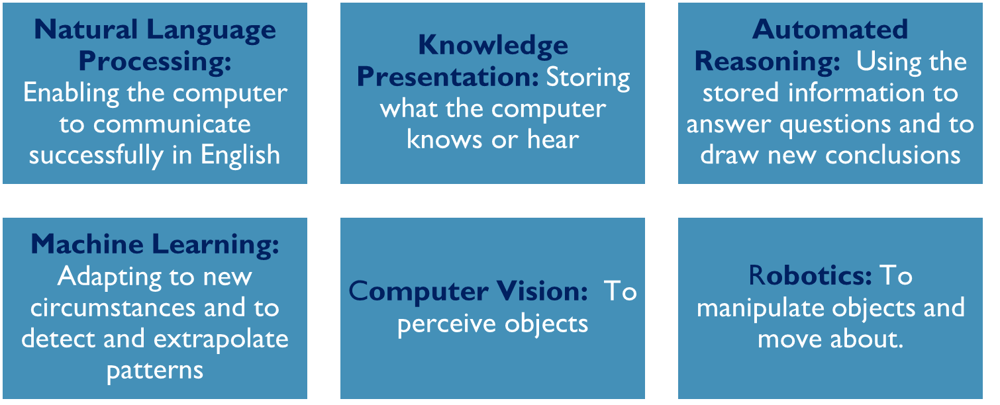 Natural Language
Processing:
Enabling the computer
to communicate
successfully in English
Knowledge
Presentation: Storing
what the computer
knows or hear
Automated
Reasoning: Using the
stored information to
answer questions and to
draw new conclusions
Machine Learning:
Adapting to new
circumstances and to
detect and extrapolate
patterns
Computer Vision: To
perceive objects
Robotics: To
manipulate objects and
move about.